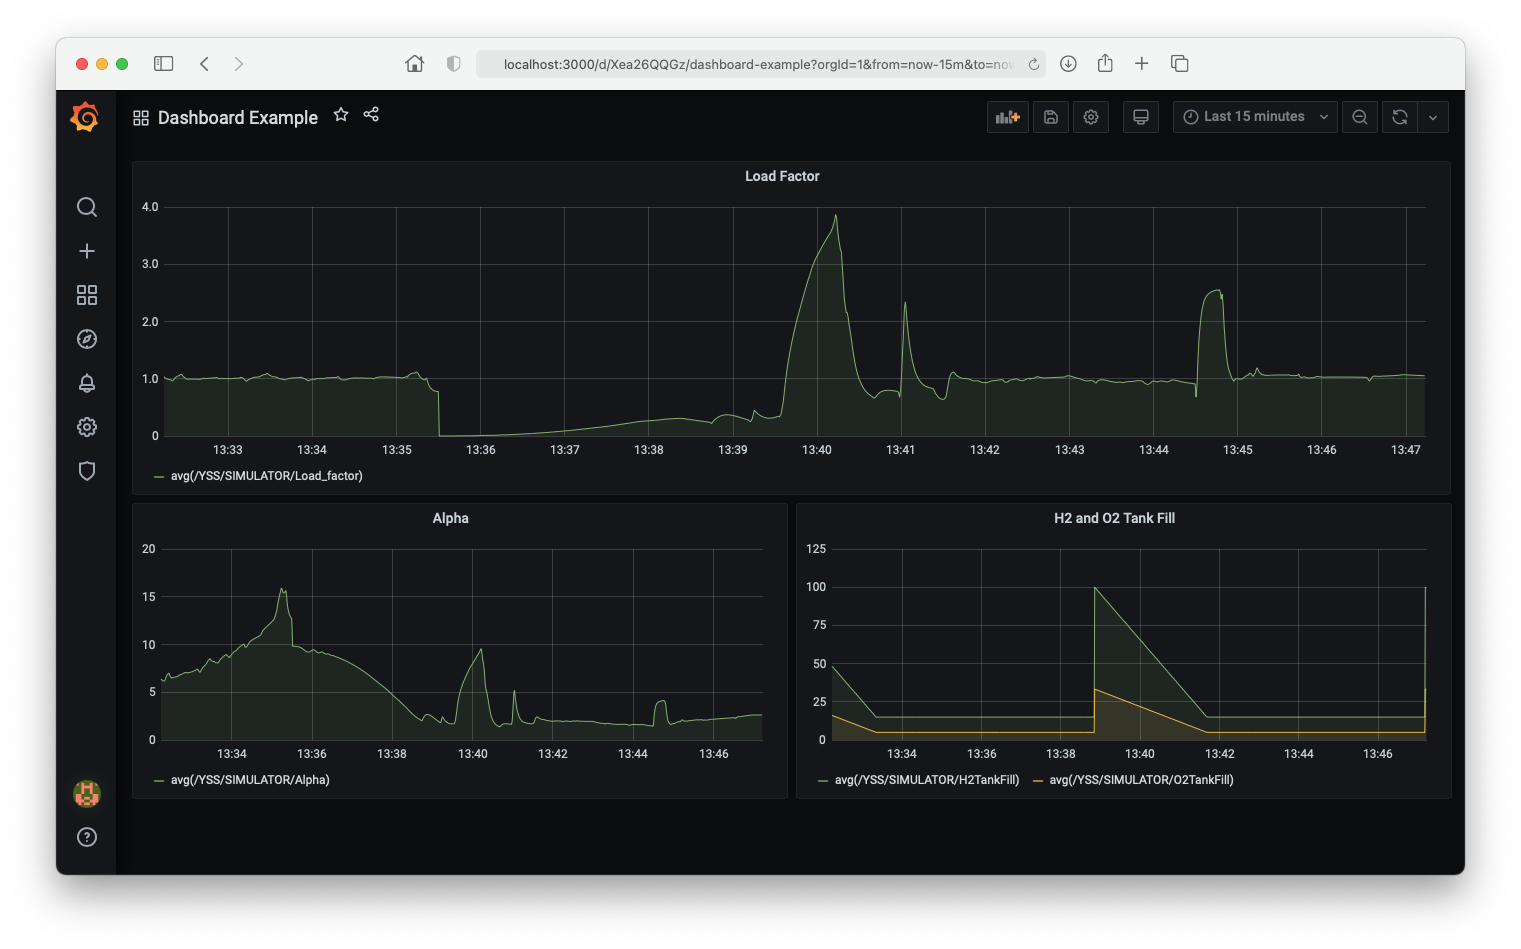 localhost:3000/d/Xea26QQGz/dashboard-example?orgId=1&from=now-15m&to=now
Dashboard Example
Last 15 minutes
Load Factor
4.0
3.0
2.0
1.0
0
13:33 13:34 13:35 13:36 13:37 13:38 13:39 13:40 13:41 13:42 13:43 13:44 13:45 13:46 13:47
avg(/YSS/SIMULATOR/Load_factor)
Alpha
20
15
10
5
0
13:34 13:36 13:38 13:40 13:42 13:44 13:46
avg(/YSS/SIMULATOR/Alpha)
H2 and O2 Tank Fill
125
100
75
50
25
0
13:34 13:36 13:38 13:40 13:42 13:44 13:46
avg(/YSS/SIMULATOR/H2TankFill) avg(/YSS/SIMULATOR/O2TankFill)